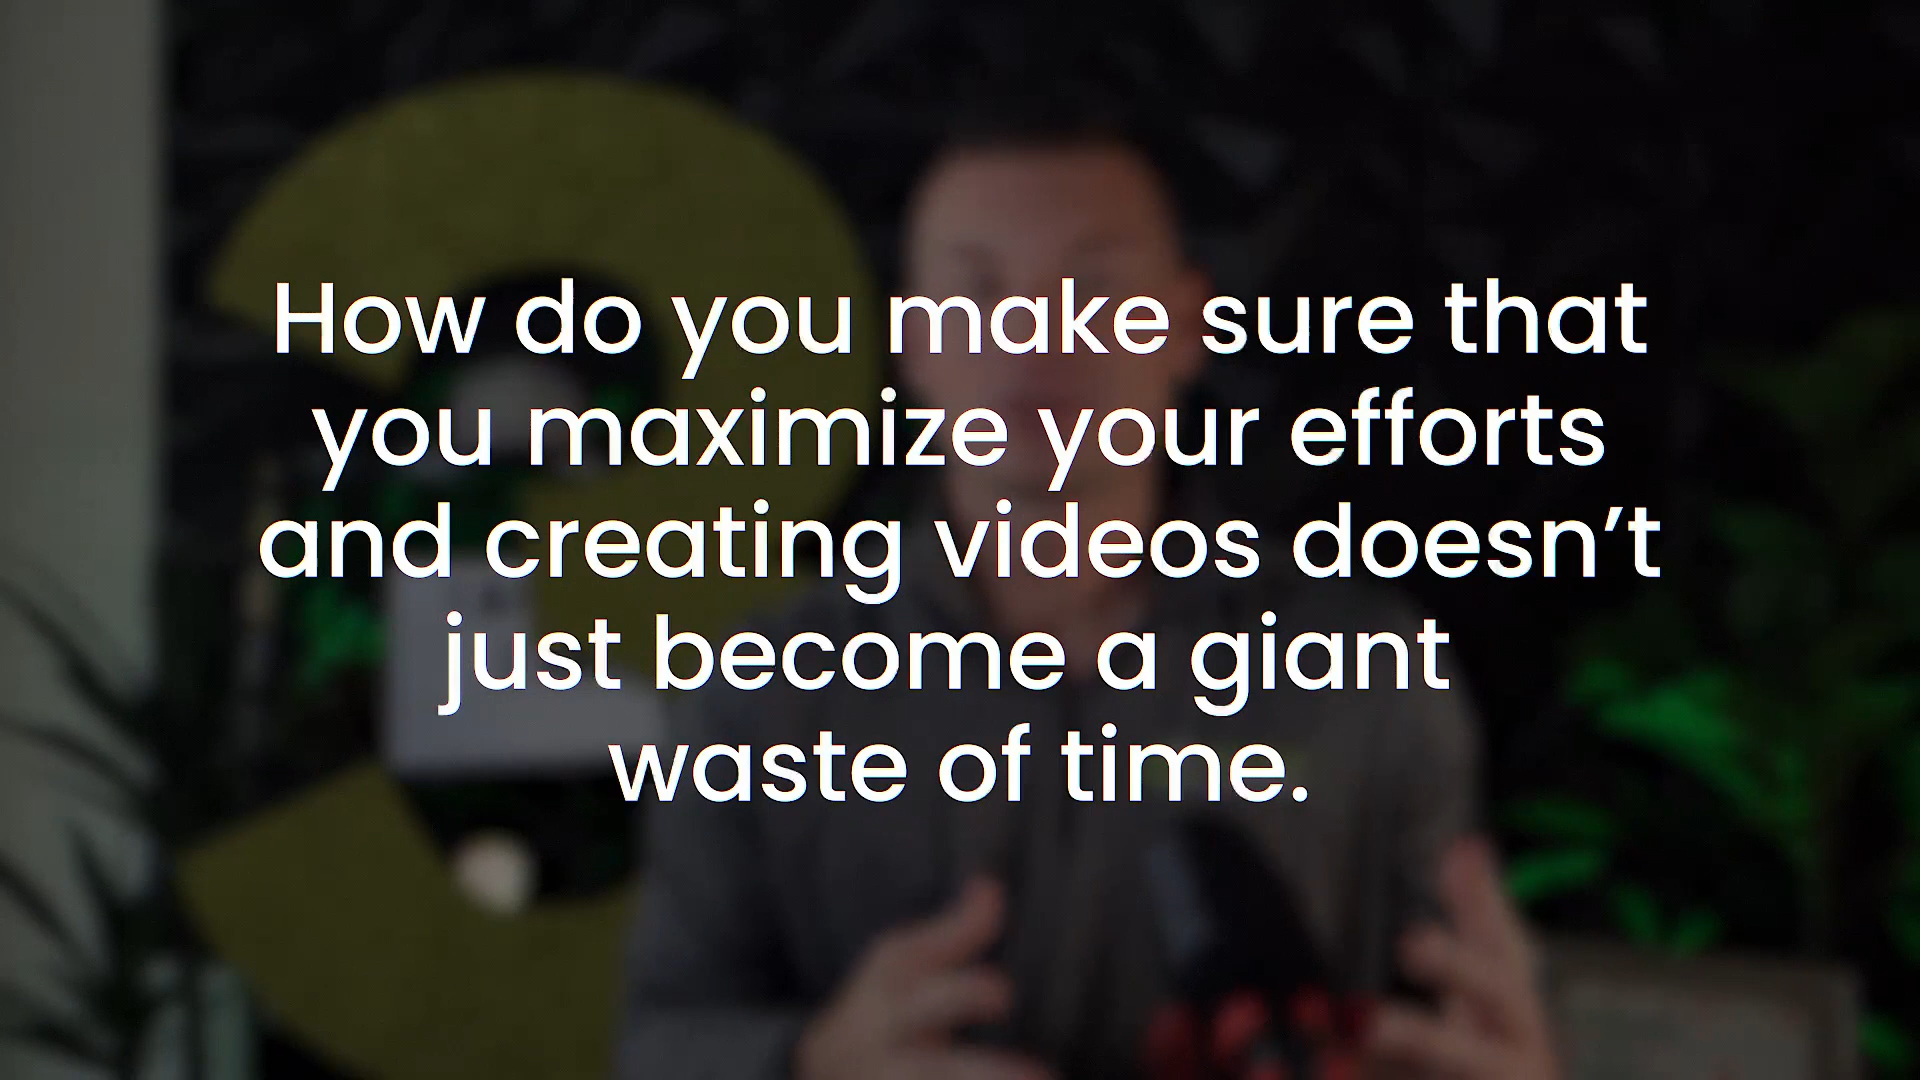 How do you make sure that
you maximize your efforts
and creating videos doesn’t
just become a giant
waste of time.